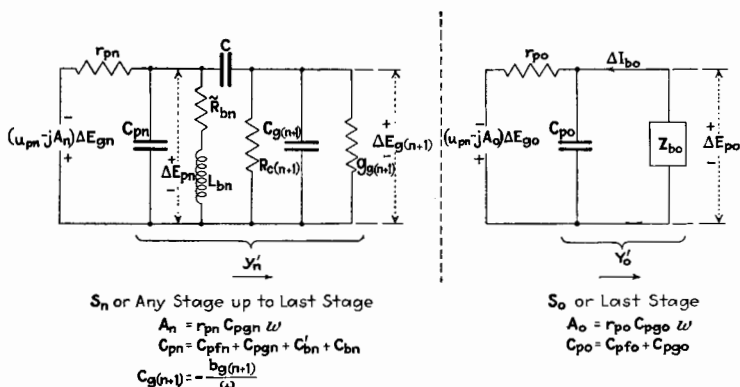 r_pn
C
r_po
ΔI_bo
(u_pn-jA_n)ΔE_gn
C_pn
ΔE_pn
R̃_bn
L_bn
C_g(n+1)
R_c(n+1)
g_g(n+1)
ΔE_g(n+1)
(u_pn-jA_o)ΔE_go
C_po
Z_bo
ΔE_po
y'_n
Y'_o
S_n or Any Stage up to Last Stage
A_n = r_pn C_pgn ω
C_pn = C_pfn + C_pgn + C'_bn + C_bn
C_g(n+1) = - b_g(n+1) / ω
S_o or Last Stage
A_o = r_po C_pgo ω
C_po = C_pfo + C_pgo